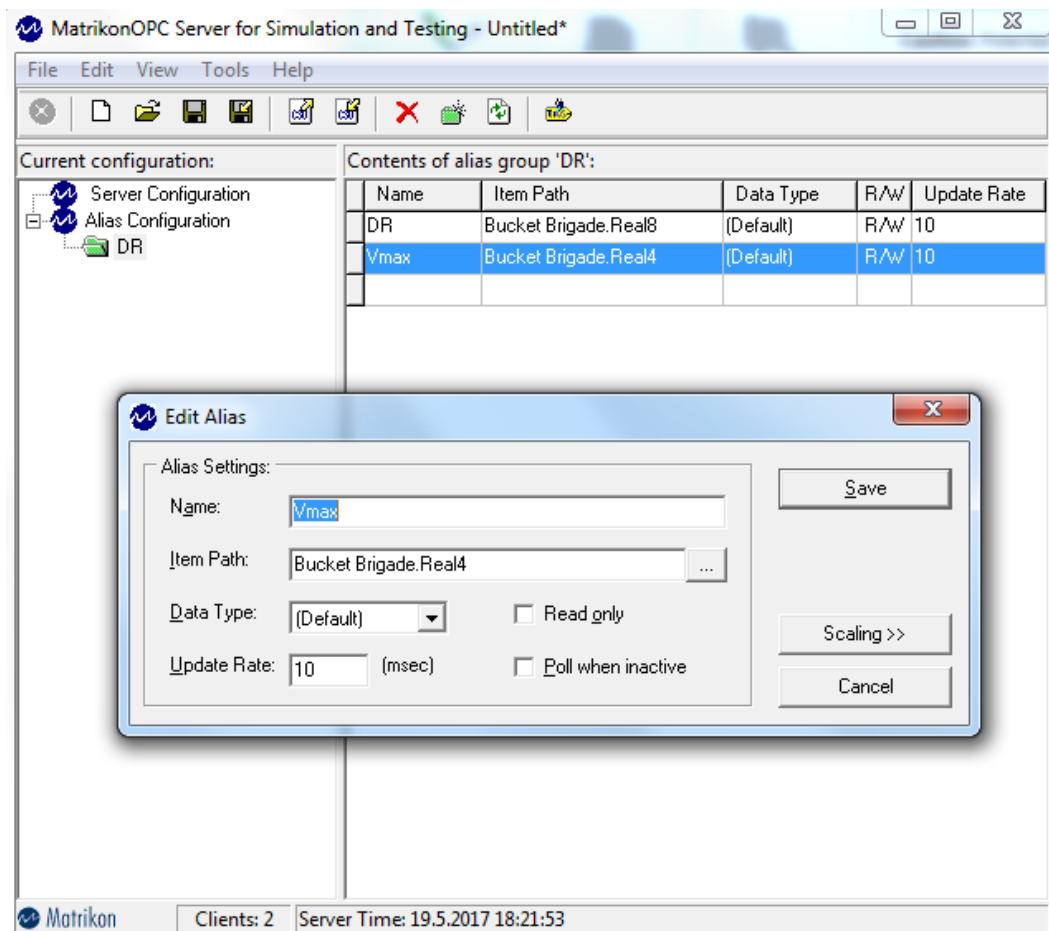 MatrikonOPC Server for Simulation and Testing - Untitled*
File Edit View Tools Help
Current configuration:
Server Configuration
Alias Configuration
DR
Contents of alias group 'DR':
Name Item Path Data Type R/W Update Rate
DR Bucket Brigade.Real8 (Default) R/W 10
Vmax Bucket Brigade.Real4 (Default) R/W 10
Edit Alias
Alias Settings:
Name: Vmax
Item Path: Bucket Brigade.Real4 ...
Data Type: (Default) Read only
Update Rate: 10 (msec) Poll when inactive
Save
Scaling >>
Cancel
Matrikon Clients: 2 Server Time: 19.5.2017 18:21:53